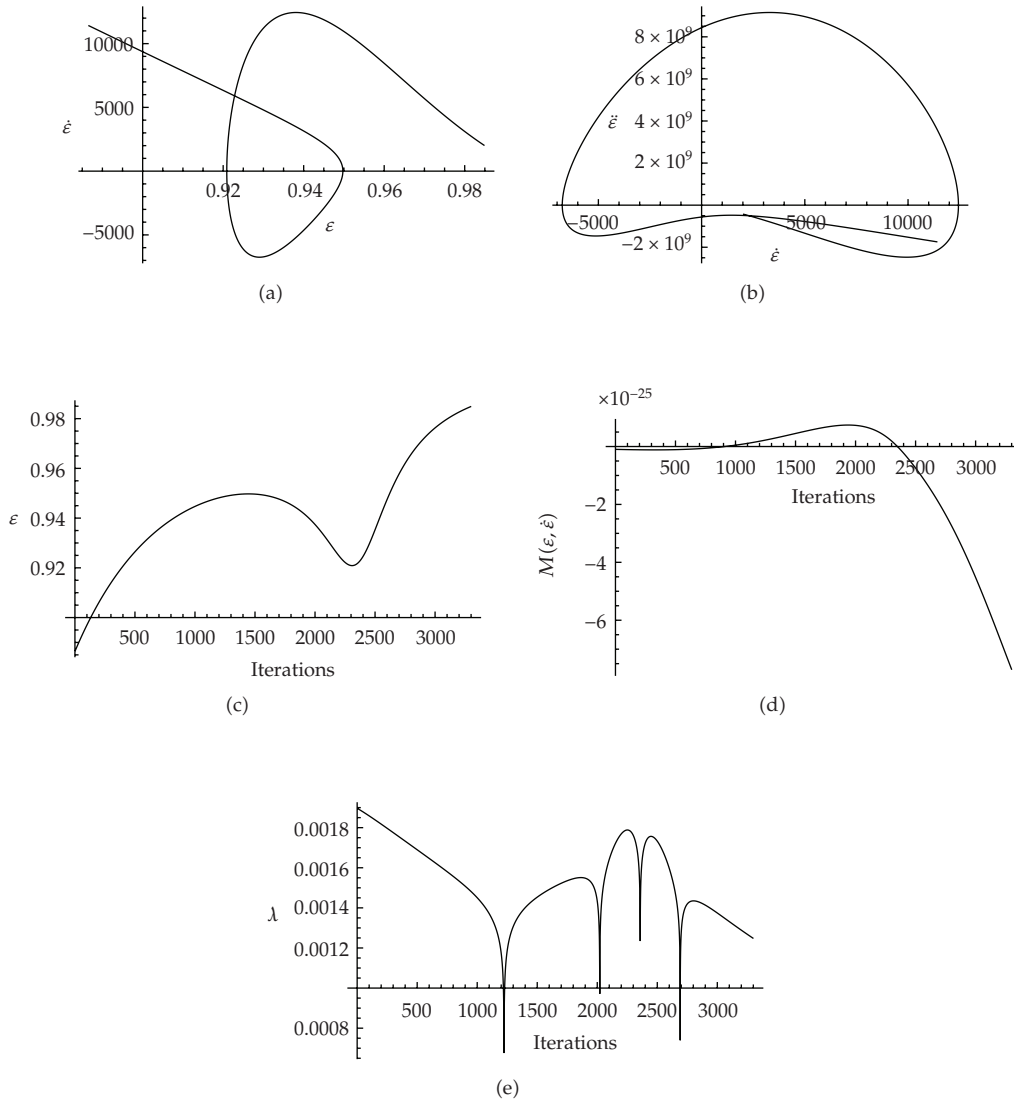 10000
5000
−5000
ε̇
0.92
0.94
0.96
0.98
ε
(a)
8 × 10⁹
6 × 10⁹
4 × 10⁹
2 × 10⁹
−2 × 10⁹
ε̈
−5000
5000
10000
ε̇
(b)
0.98
0.96
0.94
0.92
ε
500 1000 1500 2000 2500 3000
Iterations
(c)
×10⁻²⁵
500 1000 1500 2000 2500 3000
Iterations
−2
−4
−6
M(ε, ε̇)
(d)
0.0018
0.0016
0.0014
0.0012
0.0008
λ
500 1000 1500 2000 2500 3000
Iterations
(e)